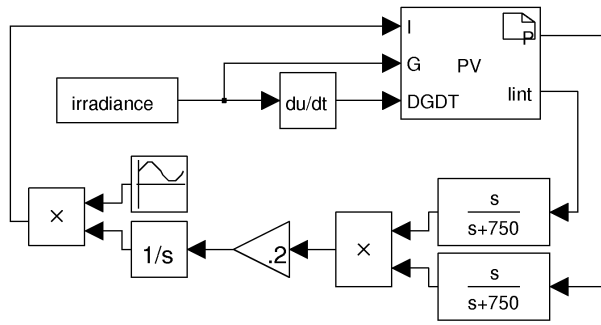 I
P
G
PV
irradiance
du/dt
DGDT
Iint
×
1/s
.2
×
s
s+750
s
s+750